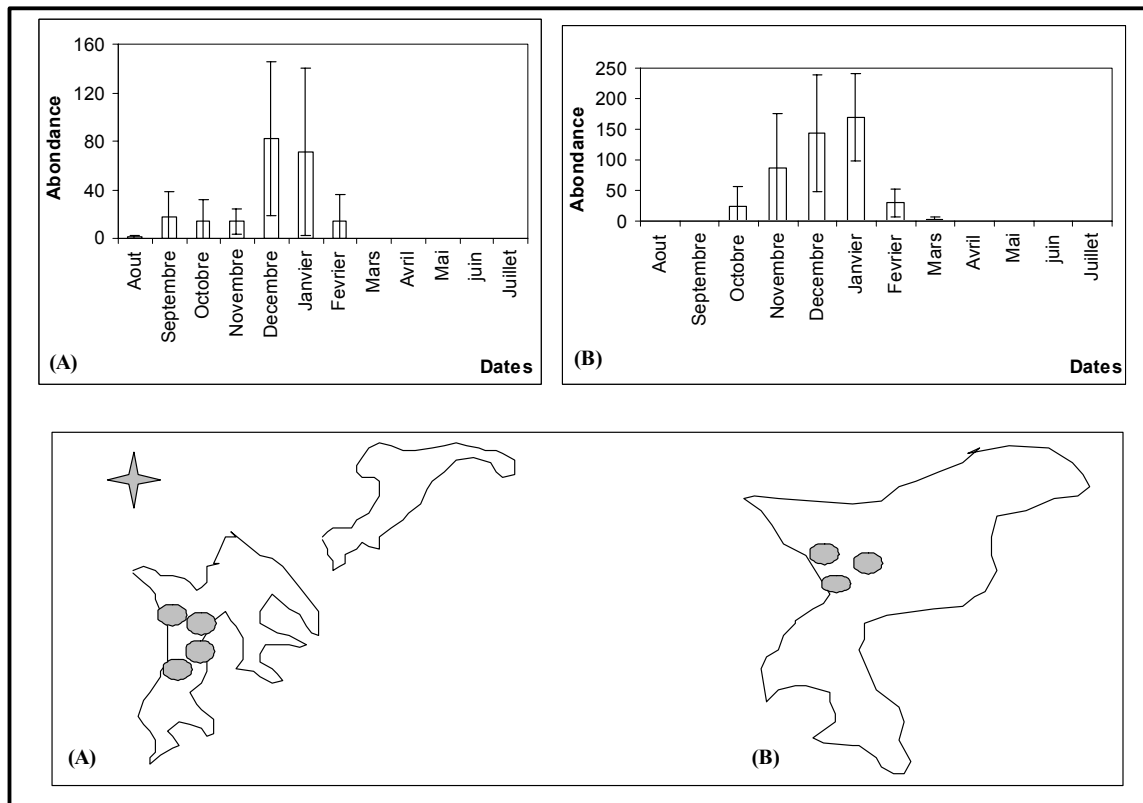 160
120
80
40
0
Abondance
Aout
Septembre
Octobre
Novembre
Decembre
Janvier
Fevrier
Mars
Avril
Mai
juin
Juillet
(A)
Dates
250
200
150
100
50
0
Abondance
Aout
Septembre
Octobre
Novembre
Decembre
Janvier
Fevrier
Mars
Avril
Mai
juin
Juillet
(B)
Dates
(A)
(B)